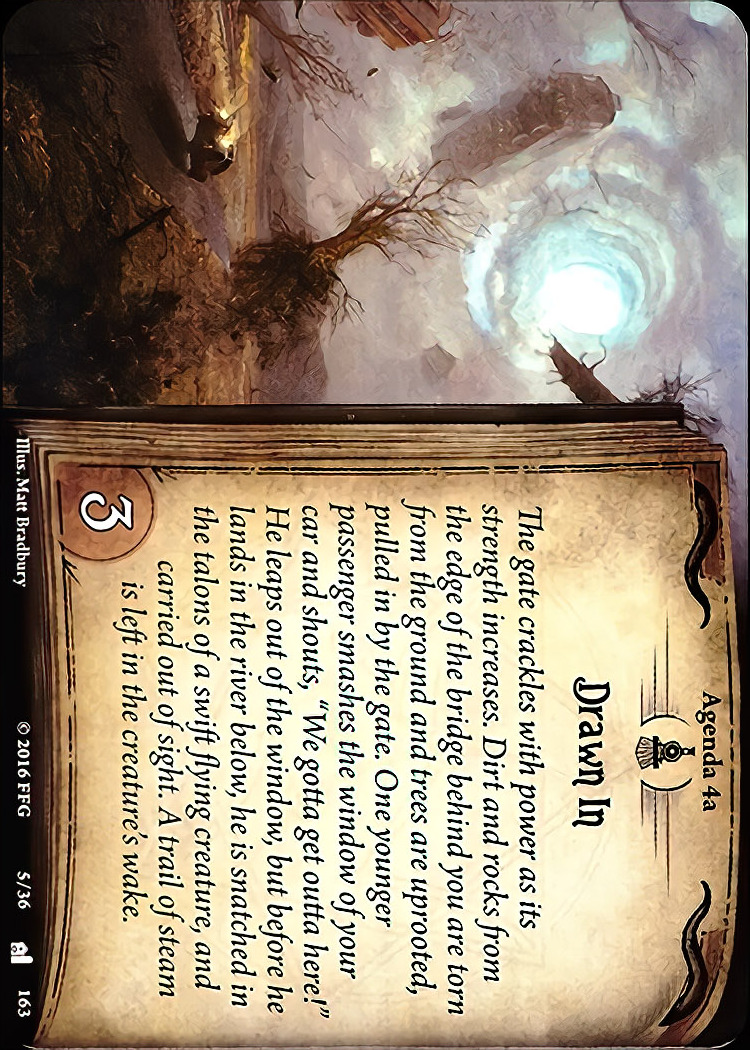 Agenda 4a
Drawn In
The gate crackles with power as its
strength increases. Dirt and rocks from
the edge of the bridge behind you are torn
from the ground and trees are uprooted,
pulled in by the gate. One younger
passenger smashes the window of your
car and shouts, “We gotta get outta here!”
He leaps out of the window, but before he
lands in the river below, he is snatched in
the talons of a swift flying creature, and
carried out of sight. A trail of steam
is left in the creature’s wake.
3
Illus. Matt Bradbury © 2016 FFG 5/36 163